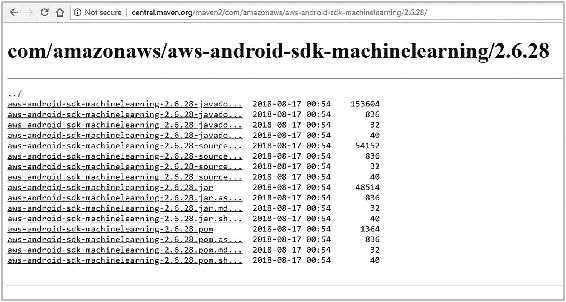 Not secure | central.maven.org/maven2/com/amazonaws/aws-android-sdk-machinelearning/2.6.28/
com/amazonaws/aws-android-sdk-machinelearning/2.6.28
../
aws-android-sdk-machinelearning-2.6.28-javado... 2018-08-17 00:54 153604
aws-android-sdk-machinelearning-2.6.28-javado... 2018-08-17 00:54 836
aws-android-sdk-machinelearning-2.6.28-javado... 2018-08-17 00:54 32
aws-android-sdk-machinelearning-2.6.28-javado... 2018-08-17 00:54 40
aws-android-sdk-machinelearning-2.6.28-source... 2018-08-17 00:54 54152
aws-android-sdk-machinelearning-2.6.28-source... 2018-08-17 00:54 836
aws-android-sdk-machinelearning-2.6.28-source... 2018-08-17 00:54 32
aws-android-sdk-machinelearning-2.6.28-source... 2018-08-17 00:54 40
aws-android-sdk-machinelearning-2.6.28.jar 2018-08-17 00:54 48514
aws-android-sdk-machinelearning-2.6.28.jar.as... 2018-08-17 00:54 836
aws-android-sdk-machinelearning-2.6.28.jar.md... 2018-08-17 00:54 32
aws-android-sdk-machinelearning-2.6.28.jar.sh... 2018-08-17 00:54 40
aws-android-sdk-machinelearning-2.6.28.pom 2018-08-17 00:54 1364
aws-android-sdk-machinelearning-2.6.28.pom.as... 2018-08-17 00:54 836
aws-android-sdk-machinelearning-2.6.28.pom.md... 2018-08-17 00:54 32
aws-android-sdk-machinelearning-2.6.28.pom.sh... 2018-08-17 00:54 40